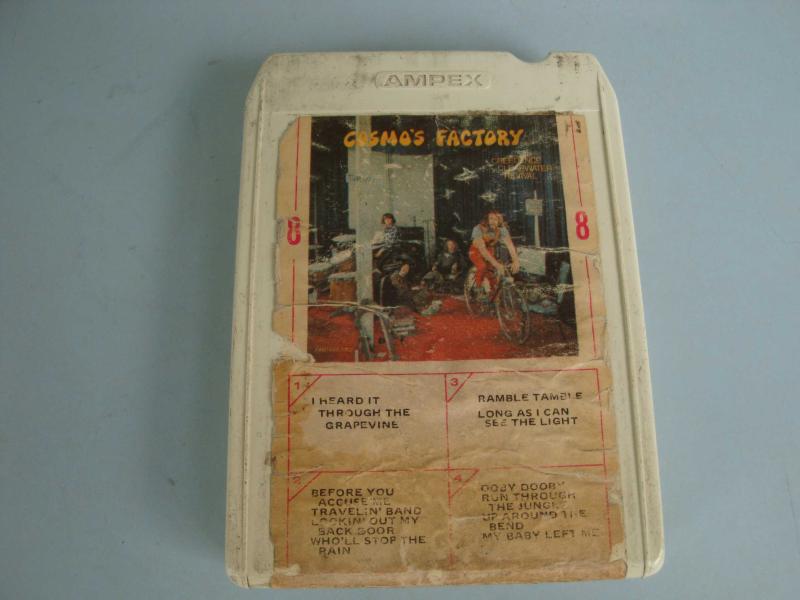 AMPEX
COSMO'S FACTORY
CREEDENCE
CLEARWATER
REVIVAL
8
8
1
I HEARD IT
THROUGH THE
GRAPEVINE
3
RAMBLE TAMBLE
LONG AS I CAN
SEE THE LIGHT
2
BEFORE YOU
ACCUSE ME
TRAVELIN' BAND
LOOKIN' OUT MY
BACK DOOR
WHO'LL STOP THE
RAIN
4
OOBY DOOBY
RUN THROUGH
THE JUNGLE
UP AROUND THE
BEND
MY BABY LEFT ME